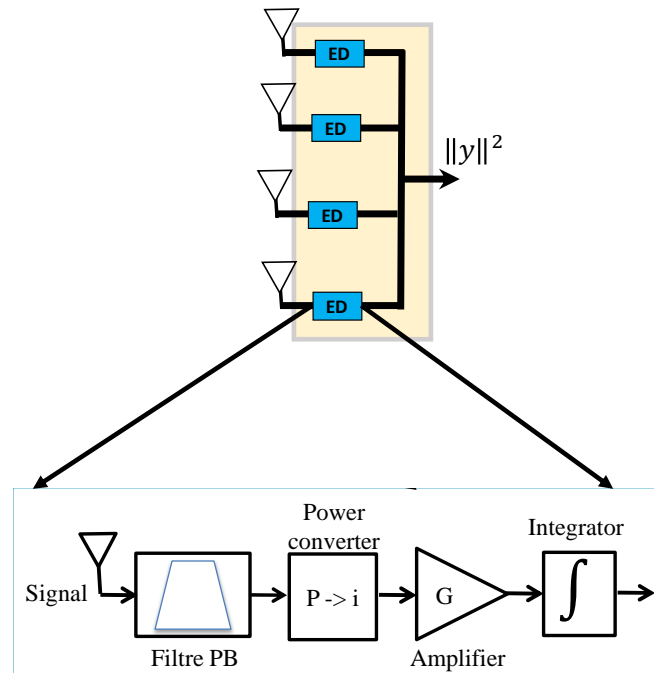 ED
ED
‖y‖²
ED
ED
Power
converter
Integrator
Signal
P -> i
G
∫
Filtre PB
Amplifier